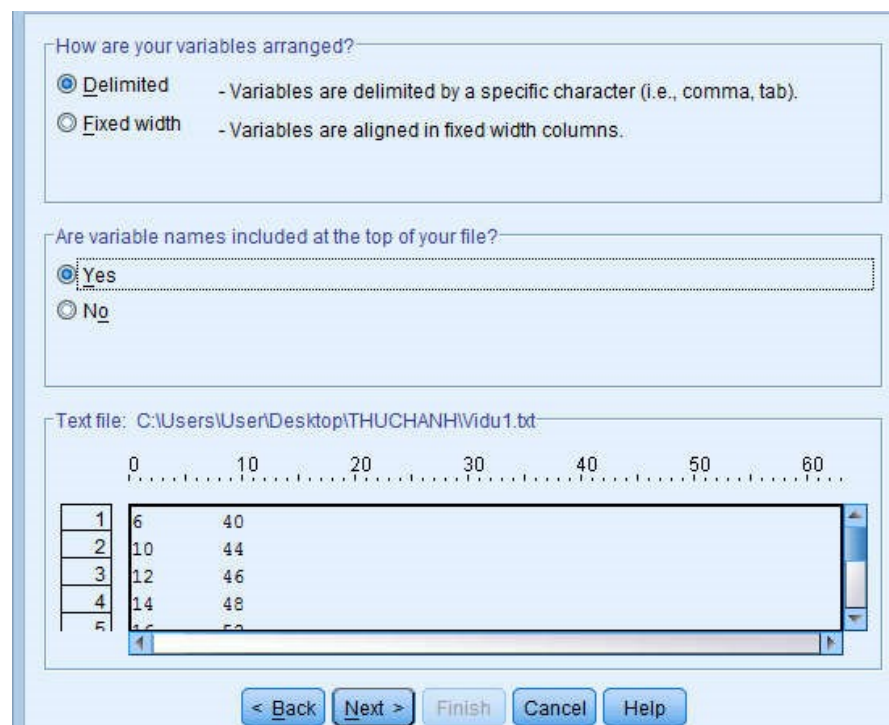 How are your variables arranged?
Delimited - Variables are delimited by a specific character (i.e., comma, tab).
Fixed width - Variables are aligned in fixed width columns.
Are variable names included at the top of your file?
Yes
No
Text file: C:\Users\User\Desktop\THUCHANH\Vidu1.txt
0 10 20 30 40 50 60
1 6 40
2 10 44
3 12 46
4 14 48
5
< Back Next > Finish Cancel Help